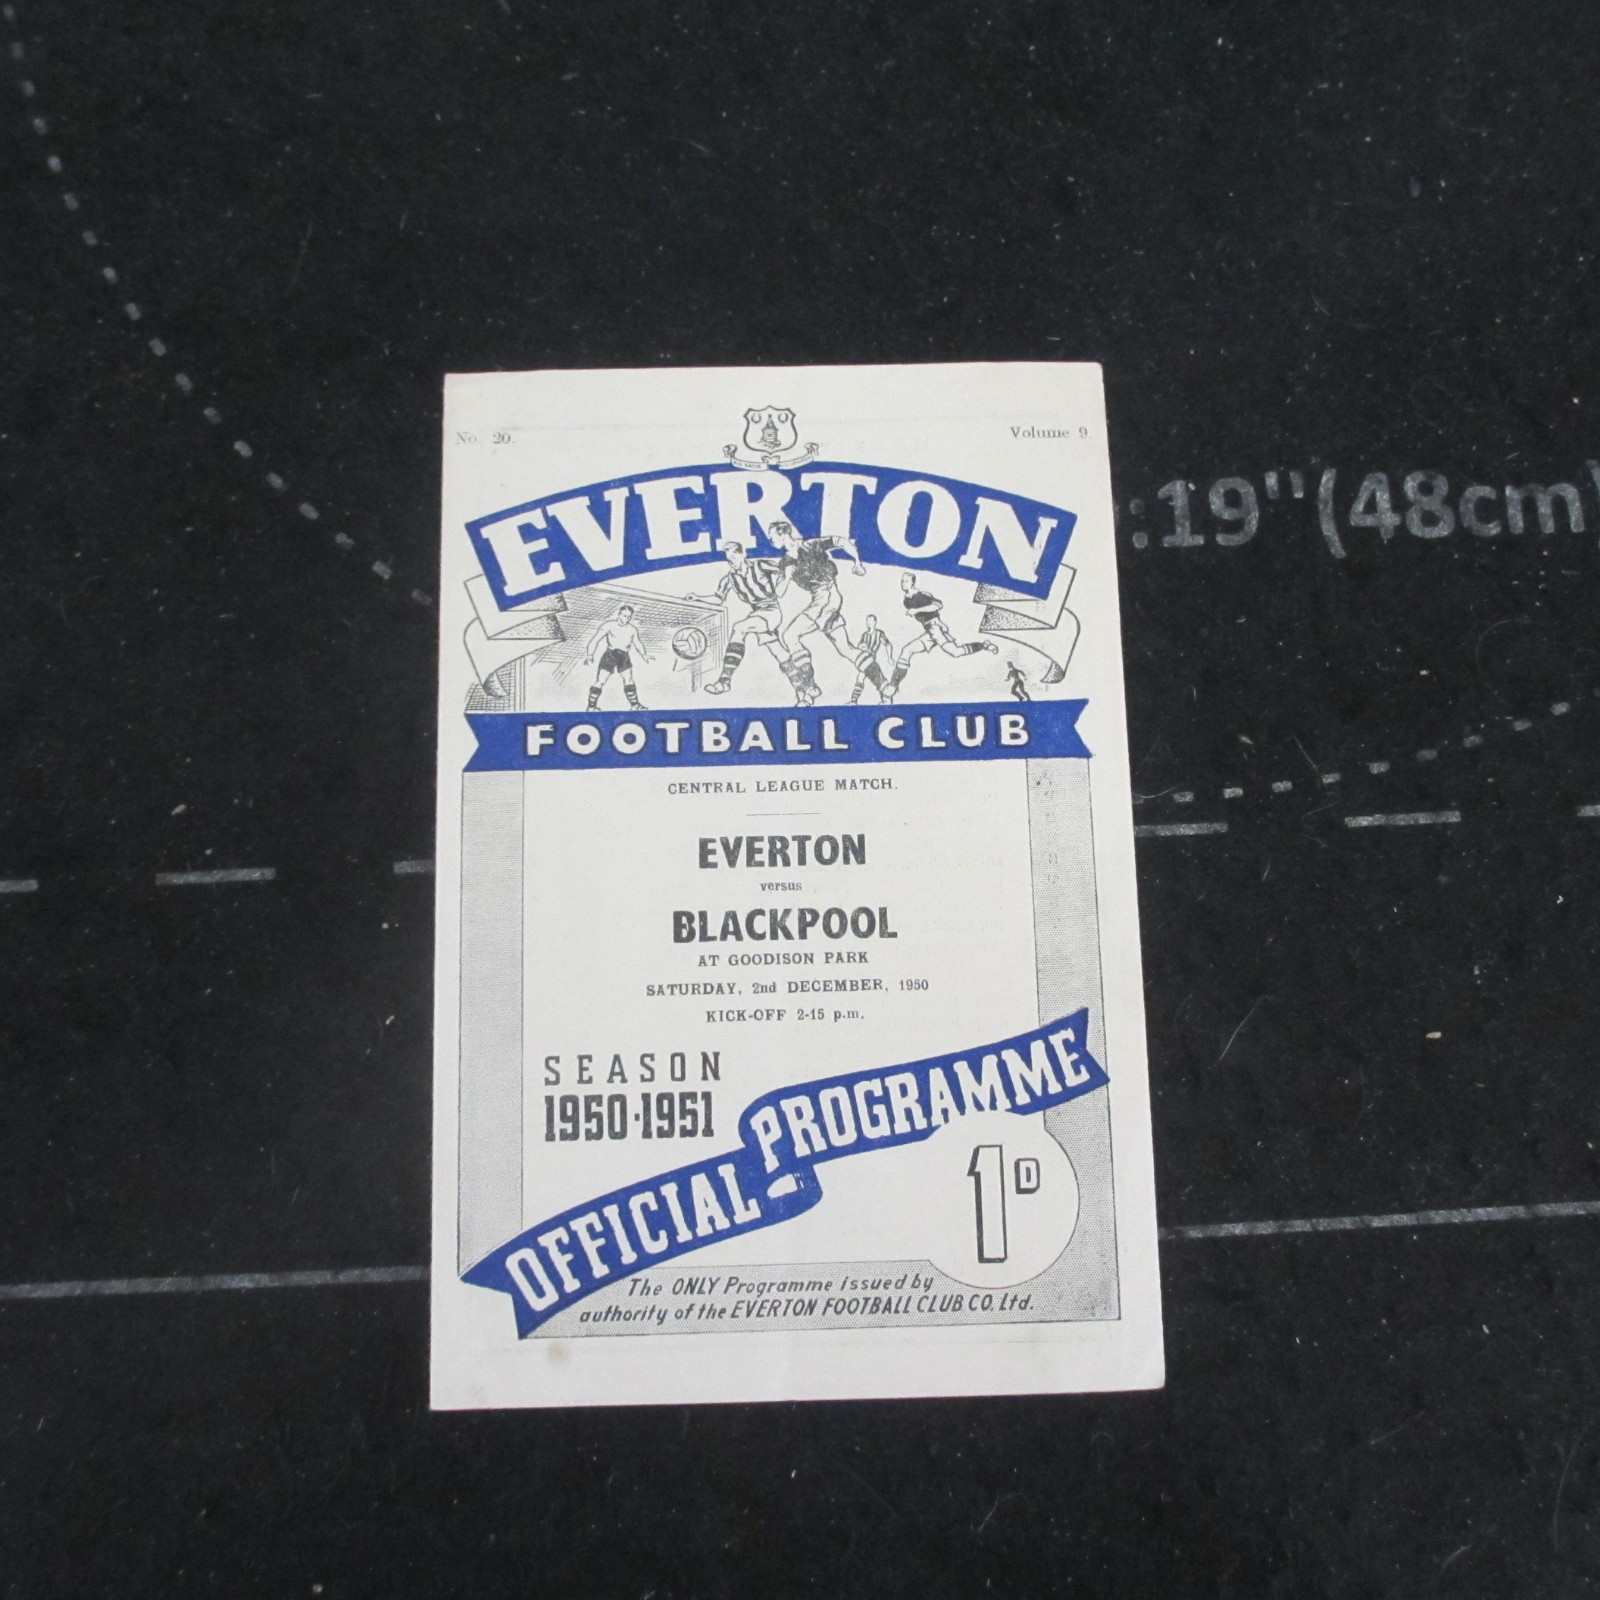 No. 20.
Volume 9.
EVERTON
FOOTBALL CLUB
CENTRAL LEAGUE MATCH.
EVERTON
versus
BLACKPOOL
AT GOODISON PARK
SATURDAY, 2nd DECEMBER, 1950
KICK-OFF 2-15 p.m.
SEASON
1950·1951
OFFICIAL PROGRAMME
1D
The ONLY Programme issued by
authority of the EVERTON FOOTBALL CLUB CO. Ltd.
:19"(48cm)